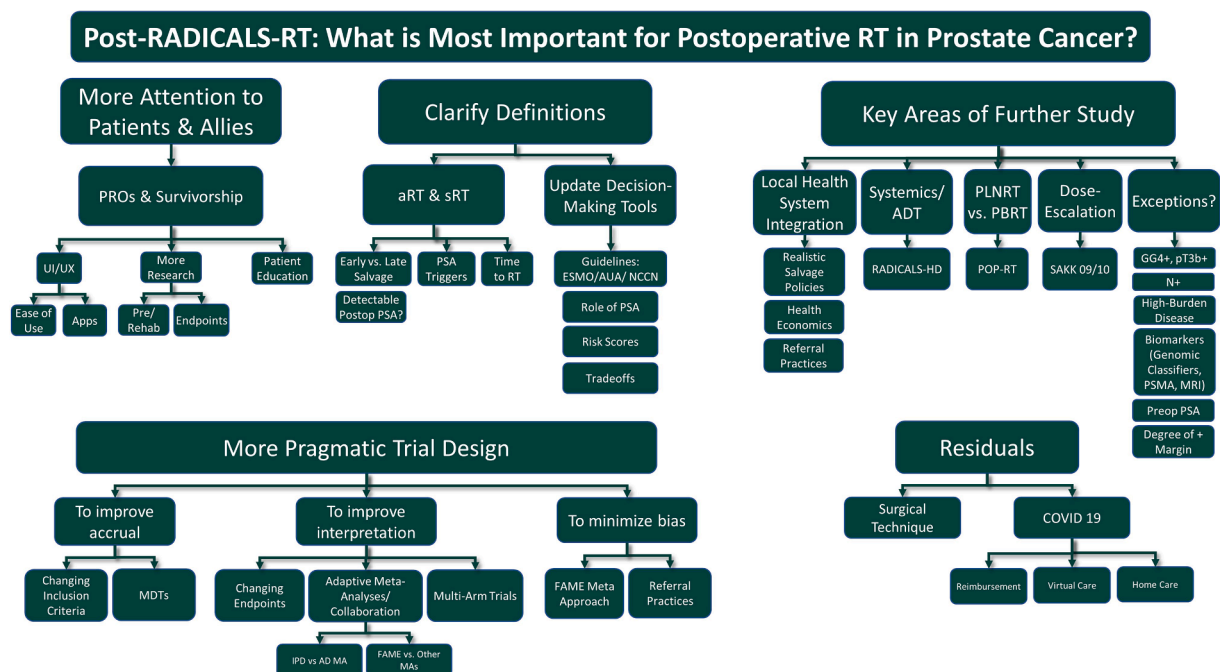 Post-RADICALS-RT: What is Most Important for Postoperative RT in Prostate Cancer?
More Attention to
Patients & Allies
PROs & Survivorship
UI/UX
More
Research
Patient
Education
Ease of
Use
Apps
Pre/
Rehab
Endpoints
Clarify Definitions
aRT & sRT
Update Decision-
Making Tools
Early vs. Late
Salvage
PSA
Triggers
Time
to RT
Detectable
Postop PSA?
Guidelines:
ESMO/AUA/ NCCN
Role of PSA
Risk Scores
Tradeoffs
Key Areas of Further Study
Local Health
System
Integration
Systemics/
ADT
PLNRT
vs. PBRT
Dose-
Escalation
Exceptions?
Realistic
Salvage
Policies
Health
Economics
Referral
Practices
RADICALS-HD
POP-RT
SAKK 09/10
GG4+, pT3b+
N+
High-Burden
Disease
Biomarkers
(Genomic
Classifiers,
PSMA, MRI)
Preop PSA
Degree of +
Margin
More Pragmatic Trial Design
To improve
accrual
To improve
interpretation
To minimize bias
Changing
Inclusion
Criteria
MDTs
Changing
Endpoints
Adaptive Meta-
Analyses/
Collaboration
Multi-Arm Trials
FAME Meta
Approach
Referral
Practices
IPD vs AD MA
FAME vs. Other
MAs
Residuals
Surgical
Technique
COVID 19
Reimbursement
Virtual Care
Home Care